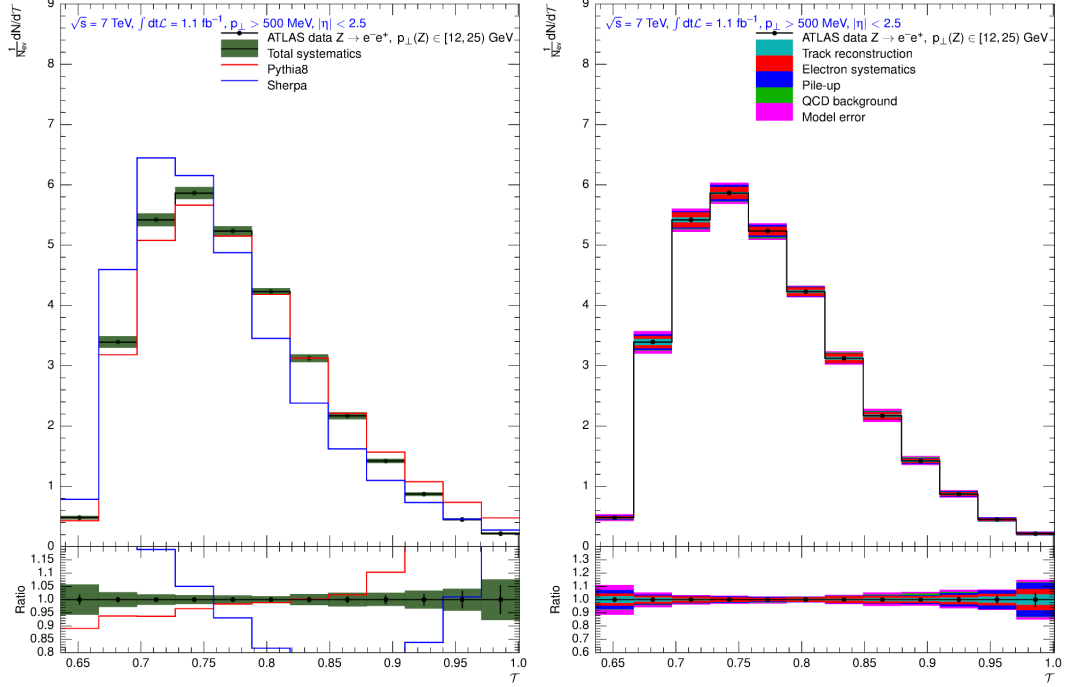 √s = 7 TeV, ∫ dtℒ = 1.1 fb⁻¹, p⊥ > 500 MeV, |η| < 2.5
ATLAS data Z → e⁻e⁺, p⊥(Z) ∈ [12, 25) GeV
Total systematics
Pythia8
Sherpa
1/N_ev dN/d𝒯
9
8
7
6
5
4
3
2
1
0
Ratio
1.15
1.1
1.05
1.0
0.95
0.9
0.85
0.8
0.65
0.7
0.75
0.8
0.85
0.9
0.95
1.0
𝒯
√s = 7 TeV, ∫ dtℒ = 1.1 fb⁻¹, p⊥ > 500 MeV, |η| < 2.5
ATLAS data Z → e⁻e⁺, p⊥(Z) ∈ [12, 25) GeV
Track reconstruction
Electron systematics
Pile-up
QCD background
Model error
1/N_ev dN/d𝒯
9
8
7
6
5
4
3
2
1
0
Ratio
1.3
1.2
1.1
1.0
0.9
0.8
0.7
0.6
0.65
0.7
0.75
0.8
0.85
0.9
0.95
1.00
𝒯